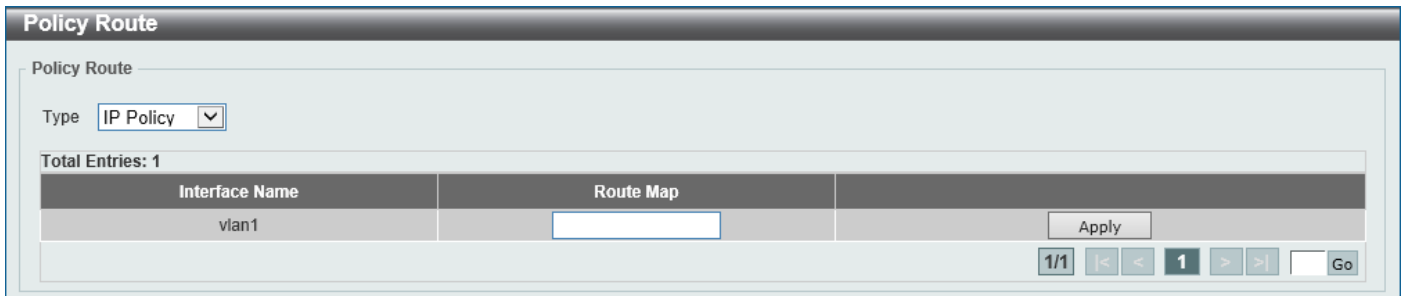 Policy Route
Policy Route
Type IP Policy
Total Entries: 1
Interface Name Route Map
vlan1 Apply
1/1 |< < 1 > >| Go